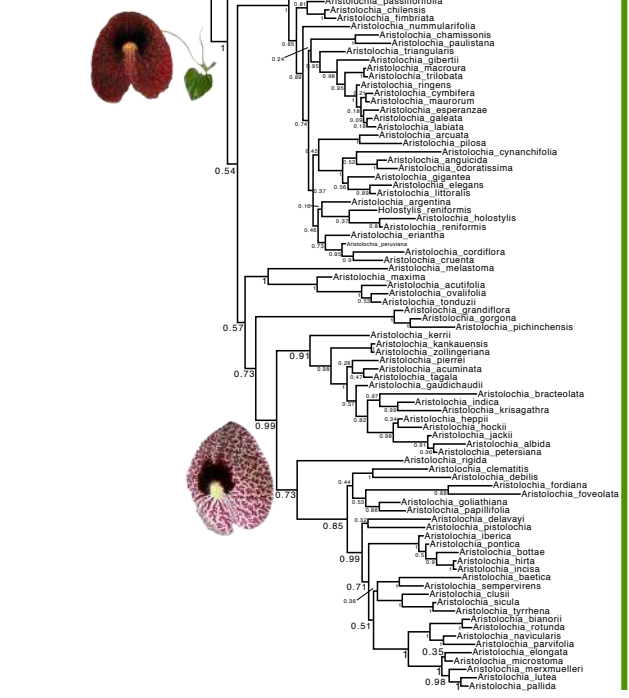 Aristolochia_passiflorifolia
Aristolochia_chilensis
Aristolochia_fimbriata
Aristolochia_nummularifolia
Aristolochia_chamissonis
Aristolochia_paulistana
Aristolochia_triangularis
Aristolochia_gibertii
Aristolochia_macroura
Aristolochia_trilobata
Aristolochia_ringens
Aristolochia_cymbifera
Aristolochia_maurorum
Aristolochia_esperanzae
Aristolochia_galeata
Aristolochia_labiata
Aristolochia_arcuata
Aristolochia_pilosa
Aristolochia_cynanchifolia
Aristolochia_anguicida
Aristolochia_odoratissima
Aristolochia_gigantea
Aristolochia_elegans
Aristolochia_littoralis
Aristolochia_argentina
Holostylis_reniformis
Aristolochia_holostylis
Aristolochia_reniformis
Aristolochia_eriantha
Aristolochia_peruviana
Aristolochia_cordiflora
Aristolochia_cruenta
Aristolochia_melastoma
Aristolochia_maxima
Aristolochia_acutifolia
Aristolochia_ovalifolia
Aristolochia_tonduzii
Aristolochia_grandiflora
Aristolochia_gorgona
Aristolochia_pichinchensis
Aristolochia_kerrii
Aristolochia_kankauensis
Aristolochia_zollingeriana
Aristolochia_pierrei
Aristolochia_acuminata
Aristolochia_tagala
Aristolochia_gaudichaudii
Aristolochia_bracteolata
Aristolochia_indica
Aristolochia_krisagathra
Aristolochia_heppii
Aristolochia_hockii
Aristolochia_jackii
Aristolochia_albida
Aristolochia_petersiana
Aristolochia_rigida
Aristolochia_clematitis
Aristolochia_debilis
Aristolochia_fordiana
Aristolochia_foveolata
Aristolochia_goliathiana
Aristolochia_papillifolia
Aristolochia_delavayi
Aristolochia_pistolochia
Aristolochia_iberica
Aristolochia_pontica
Aristolochia_bottae
Aristolochia_hirta
Aristolochia_incisa
Aristolochia_baetica
Aristolochia_sempervirens
Aristolochia_clusii
Aristolochia_sicula
Aristolochia_tyrrhena
Aristolochia_bianorii
Aristolochia_rotunda
Aristolochia_navicularis
Aristolochia_parvifolia
Aristolochia_elongata
Aristolochia_microstoma
Aristolochia_merxmuelleri
Aristolochia_lutea
Aristolochia_pallida
1
0.54
0.57
0.73
0.99
0.91
0.73
0.85
0.99
0.71
0.51
0.35
0.98